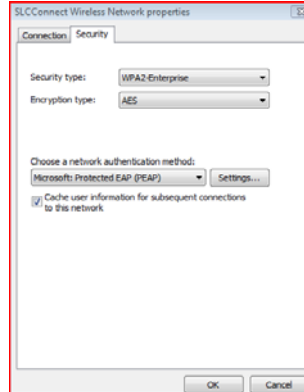 SLCConnect Wireless Network properties
Connection Security
Security type: WPA2-Enterprise
Encryption type: AES
Choose a network authentication method:
Microsoft: Protected EAP (PEAP) Settings...
Cache user information for subsequent connections
to this network
OK Cancel